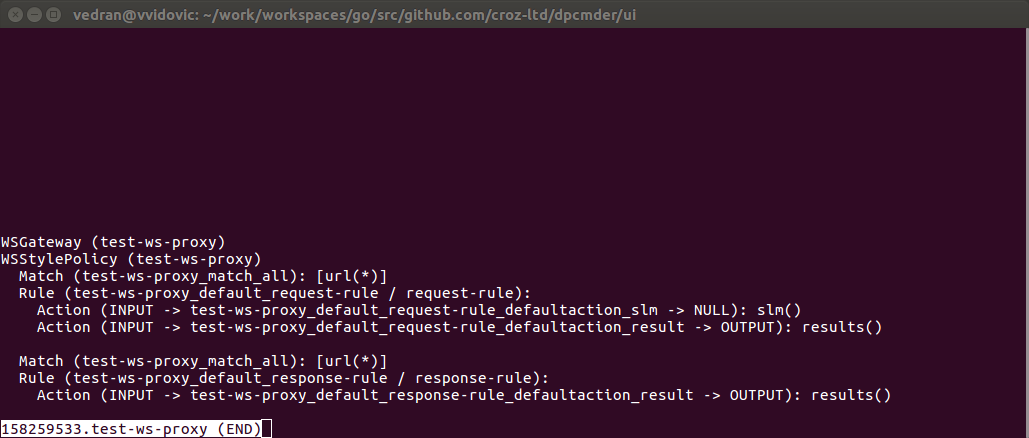 vedran@vvidovic: ~/work/workspaces/go/src/github.com/croz-ltd/dpcmder/ui
WSGateway (test-ws-proxy)
WSStylePolicy (test-ws-proxy)
  Match (test-ws-proxy_match_all): [url(*)]
  Rule (test-ws-proxy_default_request-rule / request-rule):
    Action (INPUT -> test-ws-proxy_default_request-rule_defaultaction_slm -> NULL): slm()
    Action (INPUT -> test-ws-proxy_default_request-rule_defaultaction_result -> OUTPUT): results()

  Match (test-ws-proxy_match_all): [url(*)]
  Rule (test-ws-proxy_default_response-rule / response-rule):
    Action (INPUT -> test-ws-proxy_default_response-rule_defaultaction_result -> OUTPUT): results()

158259533.test-ws-proxy (END)